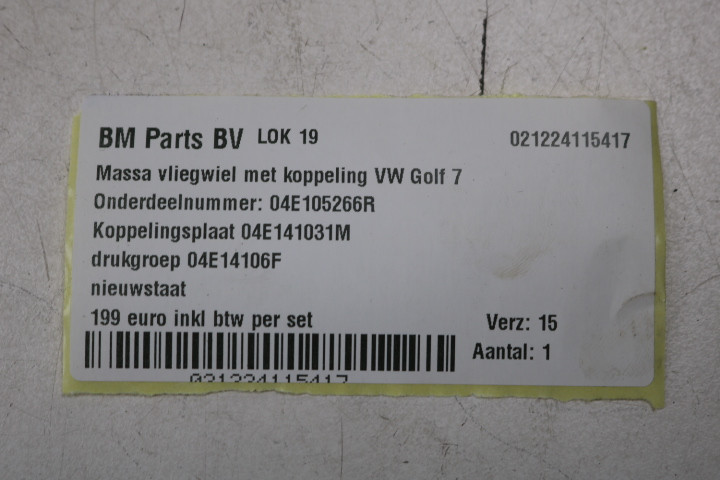 BM Parts BV LOK 19 021224115417
Massa vliegwiel met koppeling VW Golf 7
Onderdeelnummer: 04E105266R
Koppelingsplaat 04E141031M
drukgroep 04E14106F
nieuwstaat
199 euro inkl btw per set
Verz: 15
Aantal: 1
021224115417